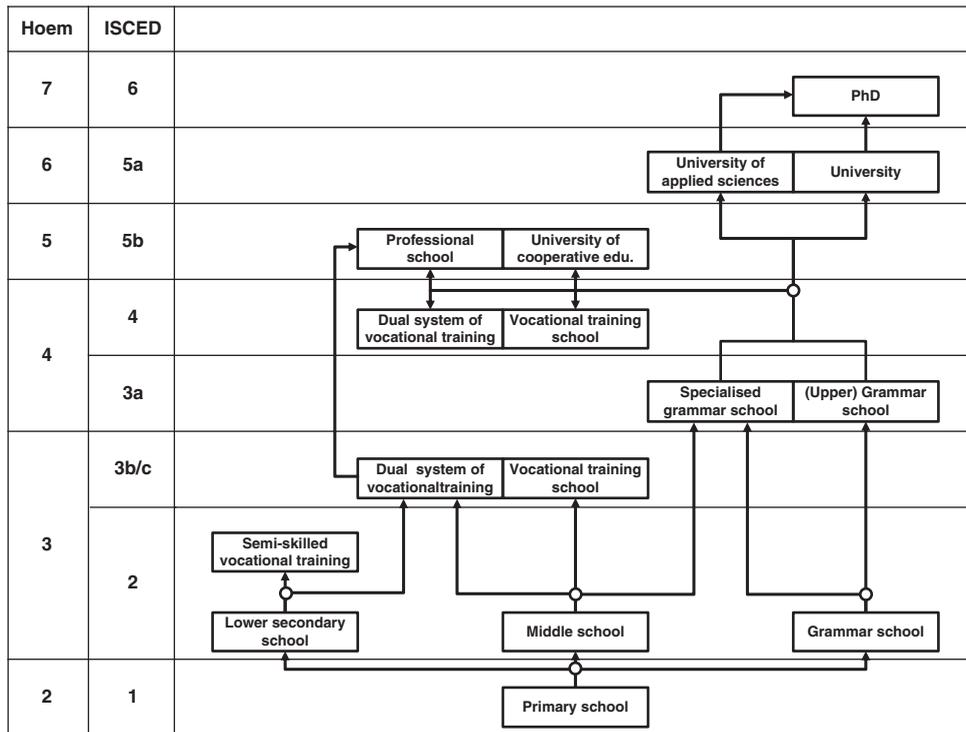 Hoem ISCED
7 6
PhD
6 5a
University of
applied sciences
University
5 5b
Professional
school
University of
cooperative edu.
4
4
Dual system of
vocational training
Vocational training
school
3a
Specialised
grammar school
(Upper) Grammar
school
3
3b/c
Dual system of
vocationaltraining
Vocational training
school
2
Semi-skilled
vocational training
Lower secondary
school
Middle school
Grammar school
2 1
Primary school